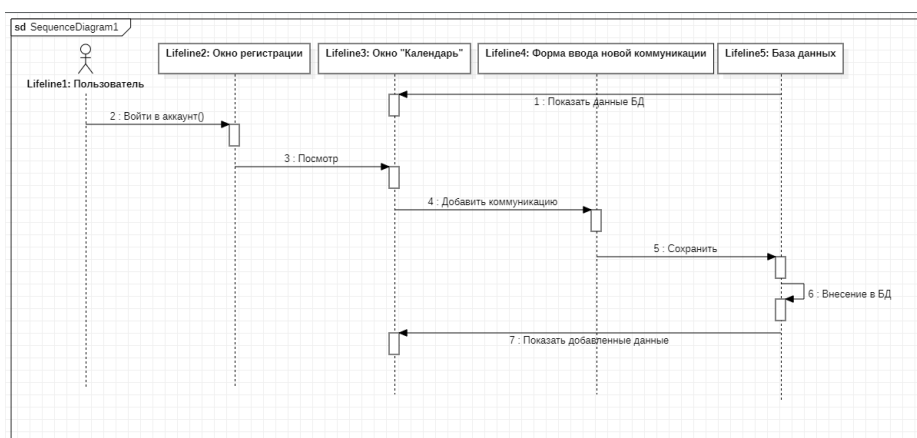 sd SequenceDiagram1
Lifeline1: Пользователь
Lifeline2: Окно регистрации
Lifeline3: Окно "Календарь"
Lifeline4: Форма ввода новой коммуникации
Lifeline5: База данных
1 : Показать данные БД
2 : Войти в аккаунт()
3 : Посмотр
4 : Добавить коммуникацию
5 : Сохранить
6 : Внесение в БД
7 : Показать добавленные данные